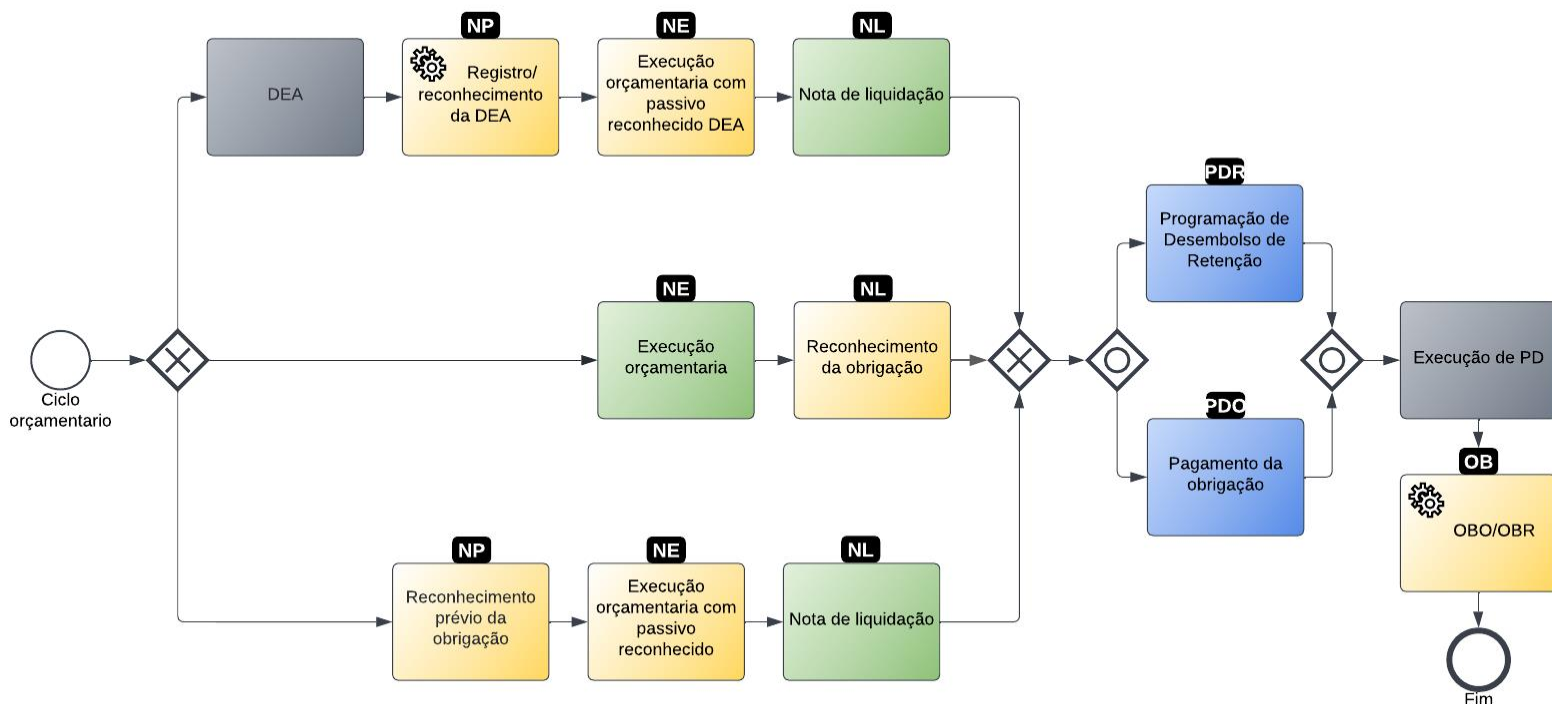 NP
NE
NL
DEA
Registro/
reconhecimento
da DEA
Execução
orçamentaria com
passivo
reconhecido DEA
Nota de liquidação
PDR
Programação de
Desembolso de
Retenção
NE
NL
Ciclo
orçamentario
Execução
orçamentaria
Reconhecimento
da obrigação
Execução de PD
PDO
Pagamento da
obrigação
OB
OBO/OBR
NP
NE
NL
Reconhecimento
prévio da
obrigação
Execução
orçamentaria com
passivo
reconhecido
Nota de liquidação
Fim